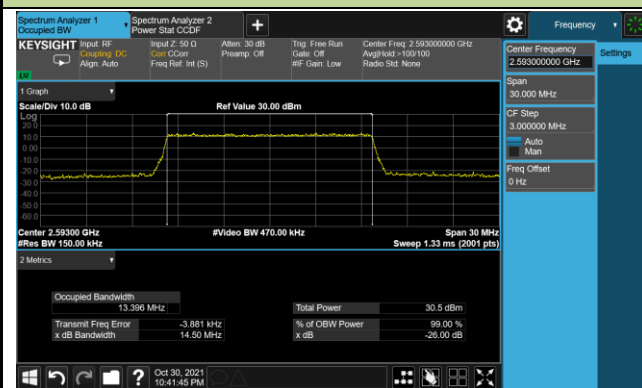 Spectrum Analyzer 1
Occupied BW
Spectrum Analyzer 2
Power Stat CCDF
+
Frequency
KEYSIGHT
Input: RF
Coupling: DC
Align: Auto
Input Z: 50 Ω
Corr CCorr
Freq Ref: Int (S)
Atten: 30 dB
Preamp: Off
Trig: Free Run
Gate: Off
#IF Gain: Low
Center Freq: 2.593000000 GHz
Avg|Hold:>100/100
Radio Std: None
Center Frequency
2.593000000 GHz
Settings
Span
30.000 MHz
CF Step
3.000000 MHz
Auto
Man
Freq Offset
0 Hz
1 Graph
Scale/Div 10.0 dB
Ref Value 30.00 dBm
Log
20.0
10.0
0.00
-10.0
-20.0
-30.0
-40.0
-50.0
-60.0
Center 2.59300 GHz
#Video BW 470.00 kHz
Span 30 MHz
#Res BW 150.00 kHz
Sweep 1.33 ms (2001 pts)
2 Metrics
Occupied Bandwidth
13.396 MHz
Total Power
30.5 dBm
Transmit Freq Error
-3.881 kHz
% of OBW Power
99.00 %
x dB Bandwidth
14.50 MHz
x dB
-26.00 dB
?
Oct 30, 2021
10:41:45 PM